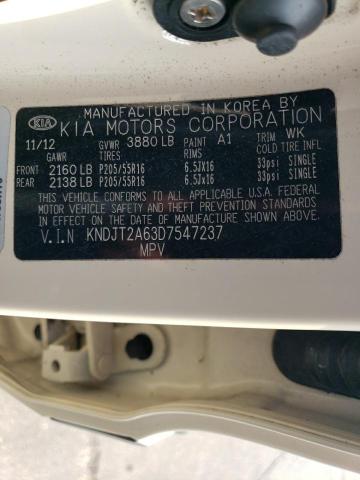 MANUFACTURED IN KOREA BY
KIA KIA MOTORS CORPORATION
11/12 GVWR 3880 LB PAINT A1 TRIM WK
GAWR TIRES RIMS COLD TIRE INFL
FRONT 2160 LB P205/55R16 6.5JX16 33psi SINGLE
REAR 2138 LB P205/55R16 6.5Jx16 33psi SINGLE
THIS VEHICLE CONFORMS TO ALL APPLICABLE FEDERAL
MOTOR VEHICLE SAFETY AND THEFT PREVENTION STANDARDS
IN EFFECT ON THE DATE OF MANUFACTURE SHOWN ABOVE.
V.I.N KNDJT2A63D7547237
MPV